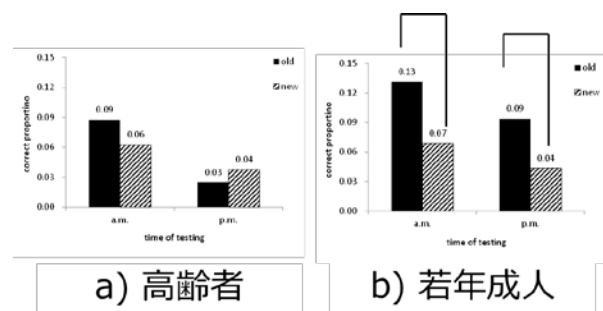 0.15
0.12
0.09
0.06
0.03
0.00
correct proportino
0.09
0.06
0.03
0.04
a.m.
p.m.
time of testing
old
new
a) 高齢者
0.15
0.12
0.09
0.06
0.03
0.00
correct proportino
0.13
0.07
0.09
0.04
a.m.
p.m.
time of testing
old
new
b) 若年成人